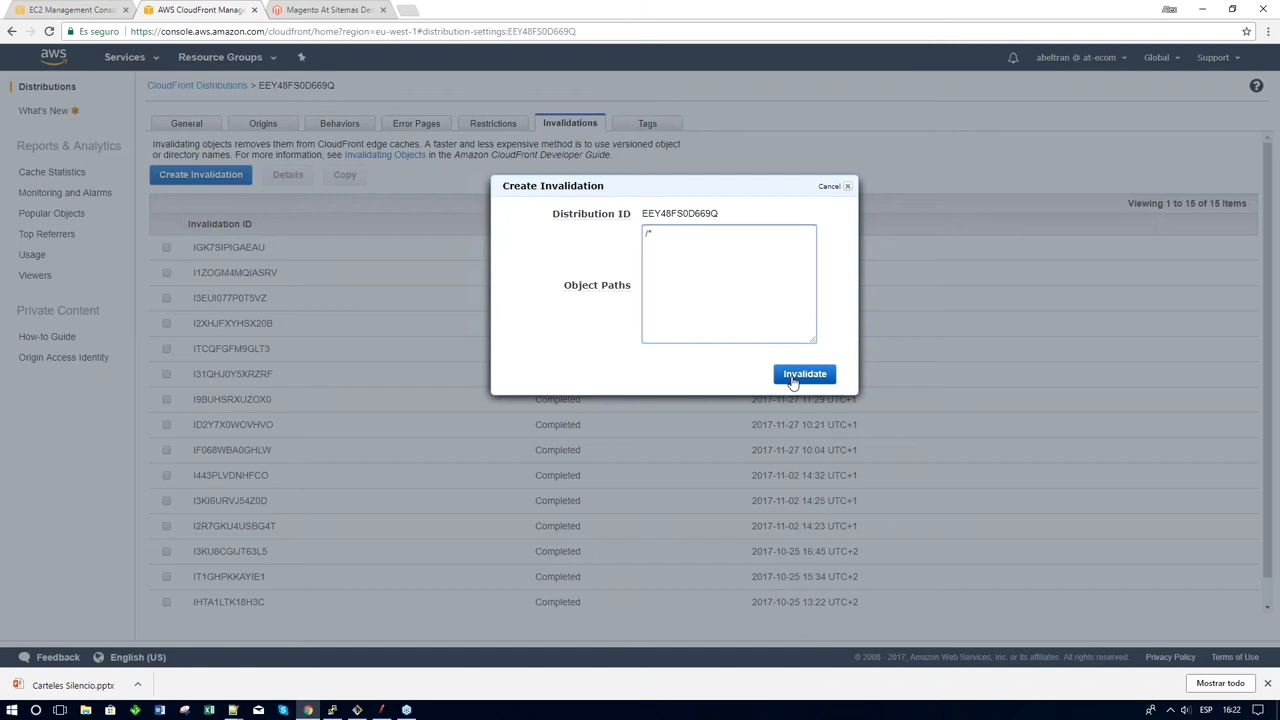 EC2 Management Conso
AWS CloudFront Manag
Magento At Sitemas De
Alex
Es seguro
https://console.aws.amazon.com/cloudfront/home?region=eu-west-1#distribution-settings:EEY48FS0D669Q
aws
Services
Resource Groups
abeltran @ at-ecom
Global
Support
Distributions
What's New
Reports & Analytics
Cache Statistics
Monitoring and Alarms
Popular Objects
Top Referrers
Usage
Viewers
Private Content
How-to Guide
Origin Access Identity
CloudFront Distributions > EEY48FS0D669Q
General
Origins
Behaviors
Error Pages
Restrictions
Invalidations
Tags
Invalidating objects removes them from CloudFront edge caches. A faster and less expensive method is to use versioned object
or directory names. For more information, see Invalidating Objects in the Amazon CloudFront Developer Guide.
Create Invalidation
Details
Copy
Viewing 1 to 15 of 15 Items
Create Invalidation
Cancel
Distribution ID
EEY48FS0D669Q
Object Paths
/*
Invalidate
Invalidation ID
IGK7SIPIGAEAU
I1ZOGM4MQIASRV
I3EUI077P0T5VZ
I2XHJFXYHSX20B
ITCQFGFM9GLT3
I31QHJ0Y5XRZRF
I9BUHSRXUZOX0 Completed 2017-11-27 11:29 UTC+1
ID2Y7X0WOVHVO Completed 2017-11-27 10:21 UTC+1
IF068WBA0GHLW Completed 2017-11-27 10:04 UTC+1
I443PLVDNHFCO Completed 2017-11-02 14:32 UTC+1
I3KI6URVJ54Z0D Completed 2017-11-02 14:25 UTC+1
I2R7GKU4USBG4T Completed 2017-11-02 14:23 UTC+1
I3KU8CGIJT63L5 Completed 2017-10-25 16:45 UTC+2
IT1GHPKKAYIE1 Completed 2017-10-25 15:34 UTC+2
IHTA1LTK18H3C Completed 2017-10-25 13:22 UTC+2
Feedback
English (US)
© 2008 - 2017, Amazon Web Services, Inc. or its affiliates. All rights reserved.
Privacy Policy
Terms of Use
Carteles Silencio.pptx
Mostrar todo
ESP
16:22